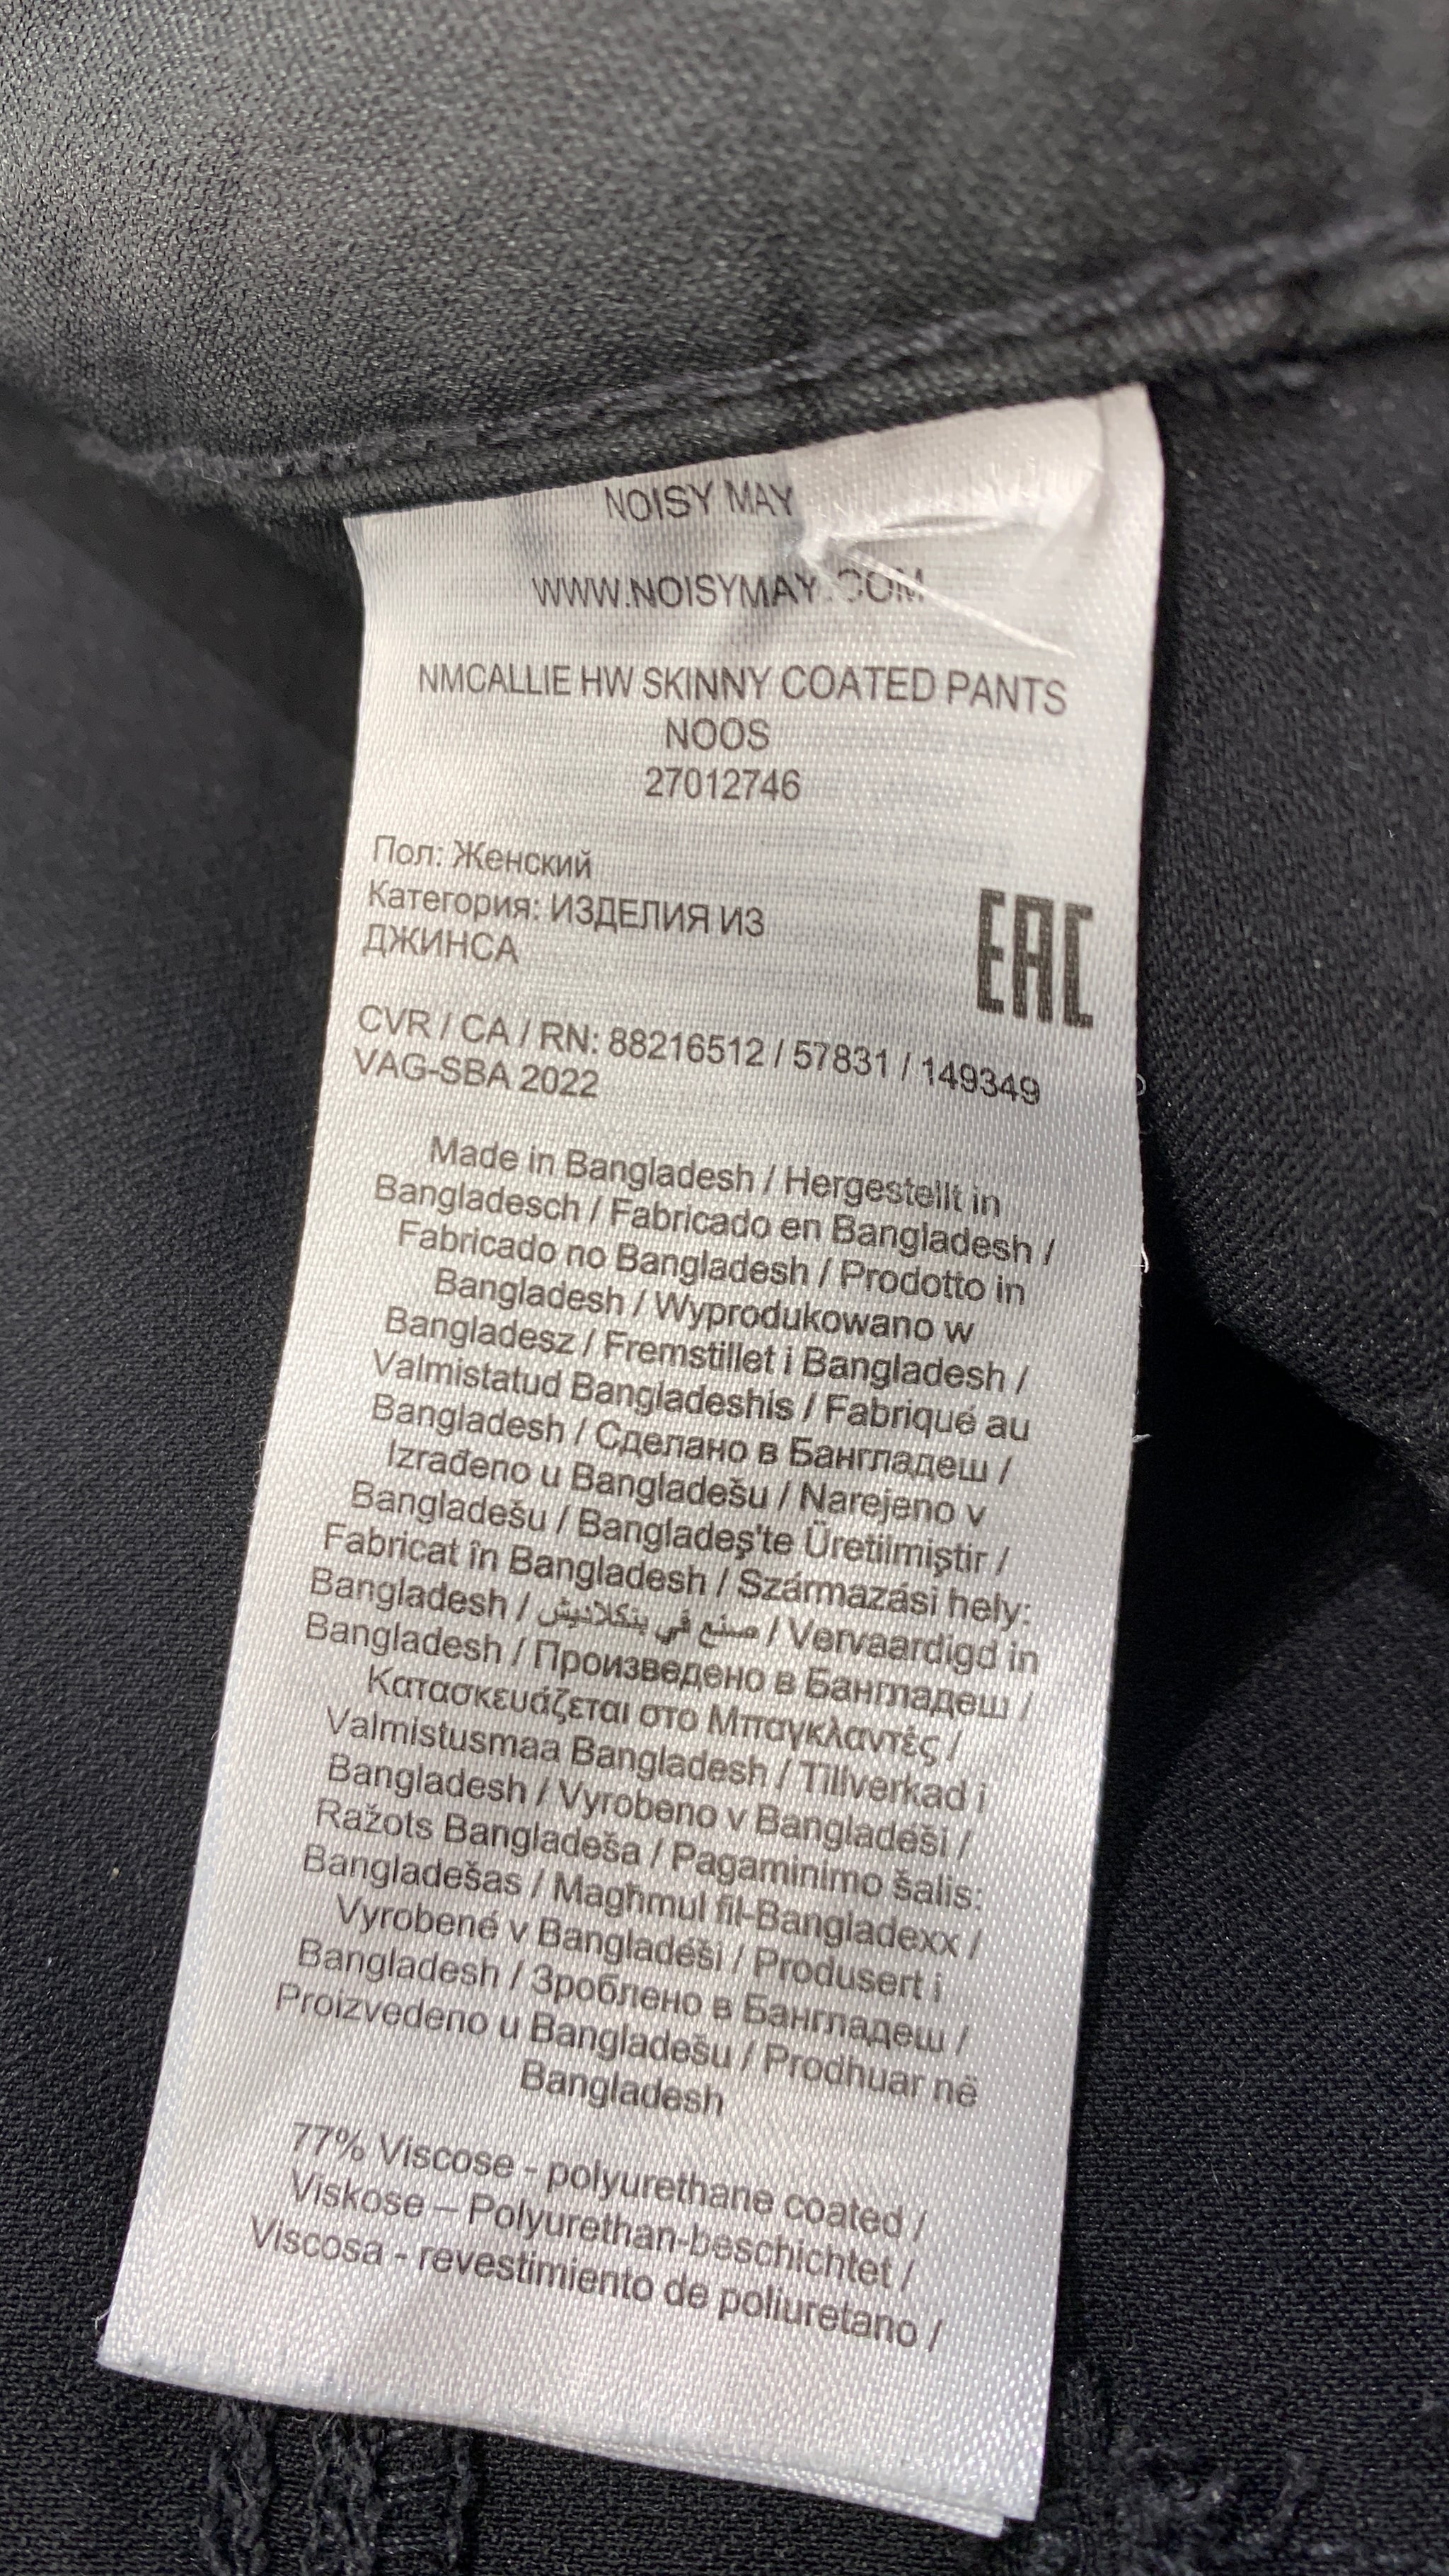 NOISY MAY
WWW.NOISYMAY.COM
NMCALLIE HW SKINNY COATED PANTS
NOOS
27012746
Пол: Женский
Категория: ИЗДЕЛИЯ ИЗ
ДЖИНСА
EAC
CVR / CA / RN: 88216512 / 57831 / 149349
VAG-SBA 2022
Made in Bangladesh / Hergestellt in
Bangladesch / Fabricado en Bangladesh /
Fabricado no Bangladesh / Prodotto in
Bangladesh / Wyprodukowano w
Bangladesz / Fremstillet i Bangladesh /
Valmistatud Bangladeshis / Fabriqué au
Bangladesh / Сделано в Бангладеш /
Izrađeno u Bangladešu / Narejeno v
Bangladešu / Bangladeş'te Üretilmiştir /
Fabricat în Bangladesh / Származási hely:
Bangladesh / صنع في بنكلاديش / Vervaardigd in
Bangladesh / Произведено в Бангладеш /
Κατασκευάζεται στο Μπαγκλαντές /
Valmistusmaa Bangladesh / Tillverkad i
Bangladesh / Vyrobeno v Bangladéši /
Ražots Bangladeša / Pagaminimo šalis:
Bangladešas / Magħmul fil-Bangladexx /
Vyrobené v Bangladéši / Produsert i
Bangladesh / Зроблено в Бангладеш /
Proizvedeno u Bangladešu / Prodhuar në
Bangladesh
77% Viscose - polyurethane coated /
Viskose – Polyurethan-beschichtet /
Viscosa - revestimiento de poliuretano /